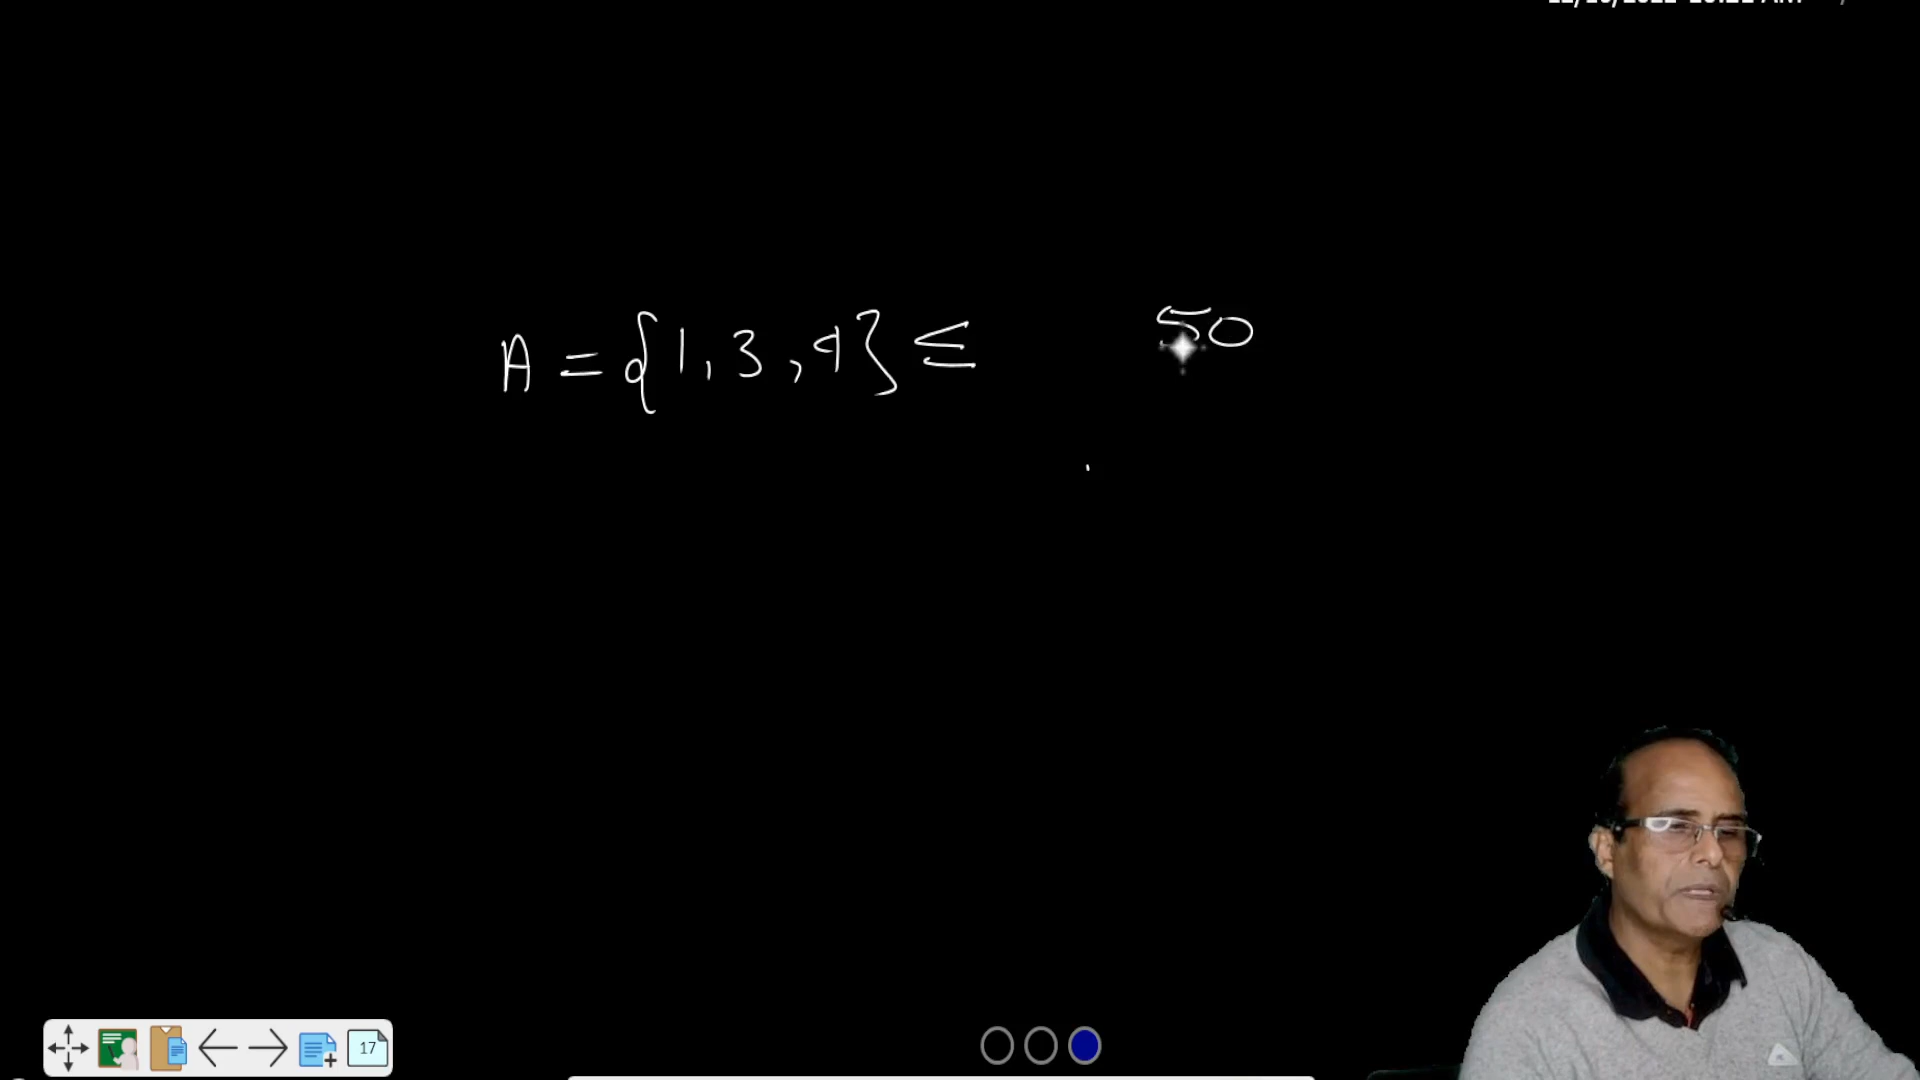 A = {1, 3, 9} ≤ 50
17